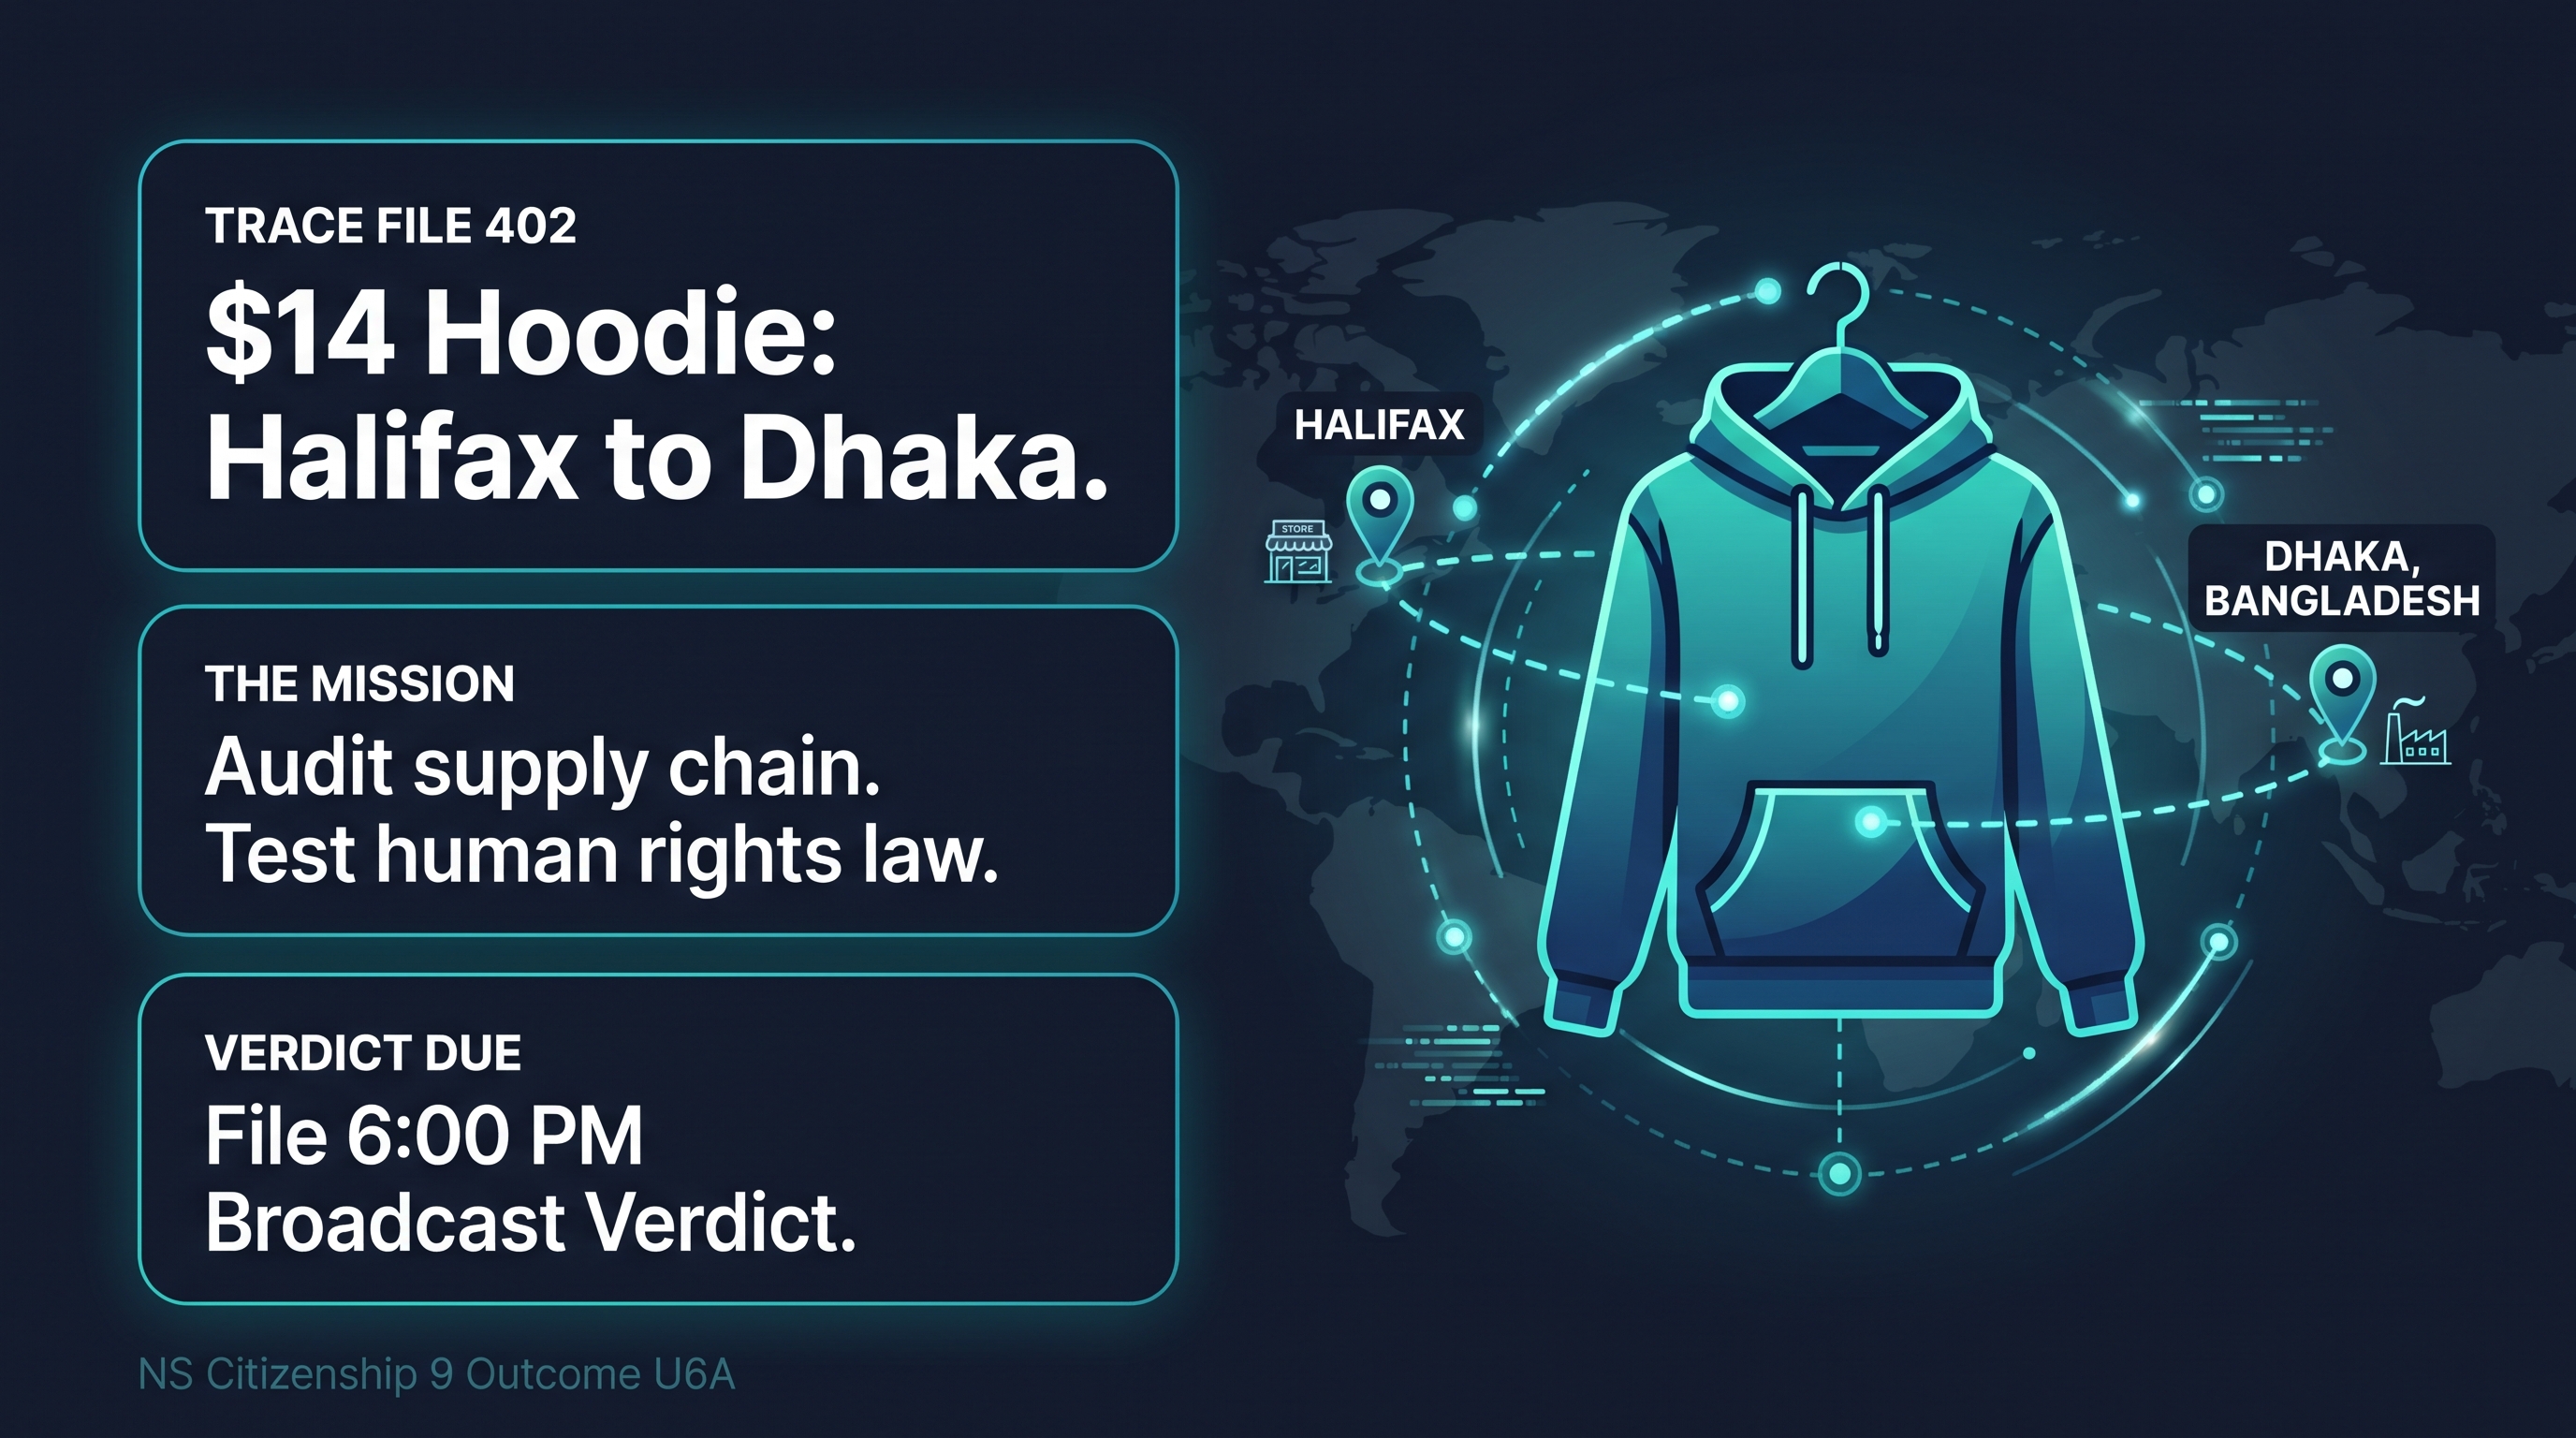 TRACE FILE 402
$14 Hoodie:
Halifax to Dhaka.
THE MISSION
Audit supply chain.
Test human rights law.
VERDICT DUE
File 6:00 PM
Broadcast Verdict.
NS Citizenship 9 Outcome U6A
HALIFAX
STORE
DHAKA,
BANGLADESH